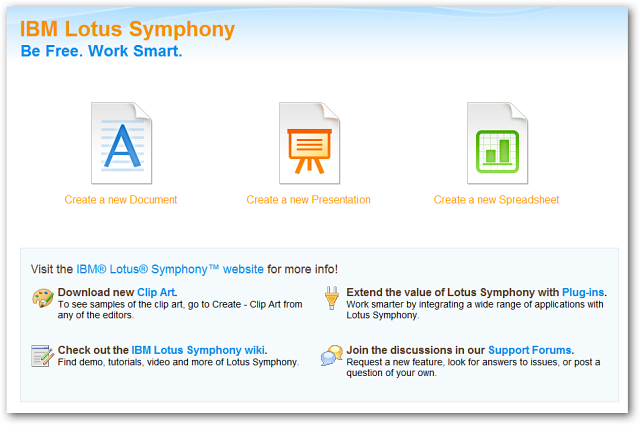 IBM Lotus Symphony
Be Free. Work Smart.
A
Create a new Document
Create a new Presentation
Create a new Spreadsheet
Visit the IBM® Lotus® Symphony™ website for more info!
Download new Clip Art.
To see samples of the clip art, go to Create - Clip Art from
any of the editors.
Extend the value of Lotus Symphony with Plug-ins.
Work smarter by integrating a wide range of applications with
Lotus Symphony.
Check out the IBM Lotus Symphony wiki.
Find demo, tutorials, video and more of Lotus Symphony.
Join the discussions in our Support Forums.
Request a new feature, look for answers to issues, or post a
question of your own.